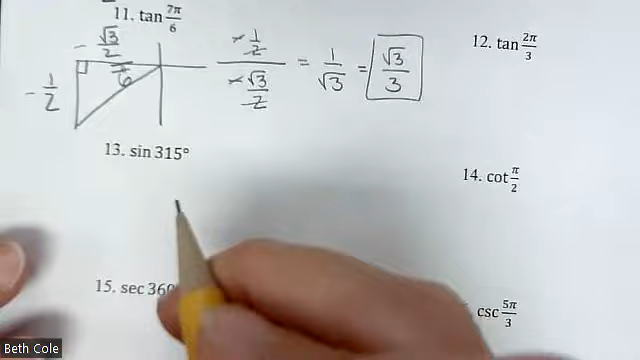 11. tan 7π/6
- √3/2
π/6
- 1/2
-1/2 / -√3/2 = 1/√3 = √3/3
12. tan 2π/3
13. sin 315°
14. cot π/2
15. sec 360
csc 5π/3
Beth Cole